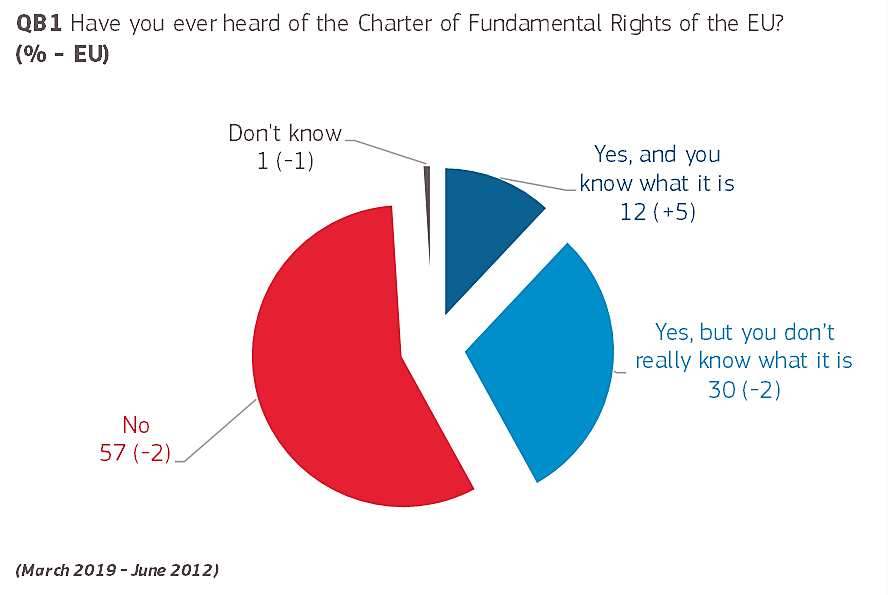 QB1 Have you ever heard of the Charter of Fundamental Rights of the EU?
(% - EU)
Don't know
1 (-1)
Yes, and you
know what it is
12 (+5)
Yes, but you don't
really know what it is
30 (-2)
No
57 (-2)
(March 2019 - June 2012)